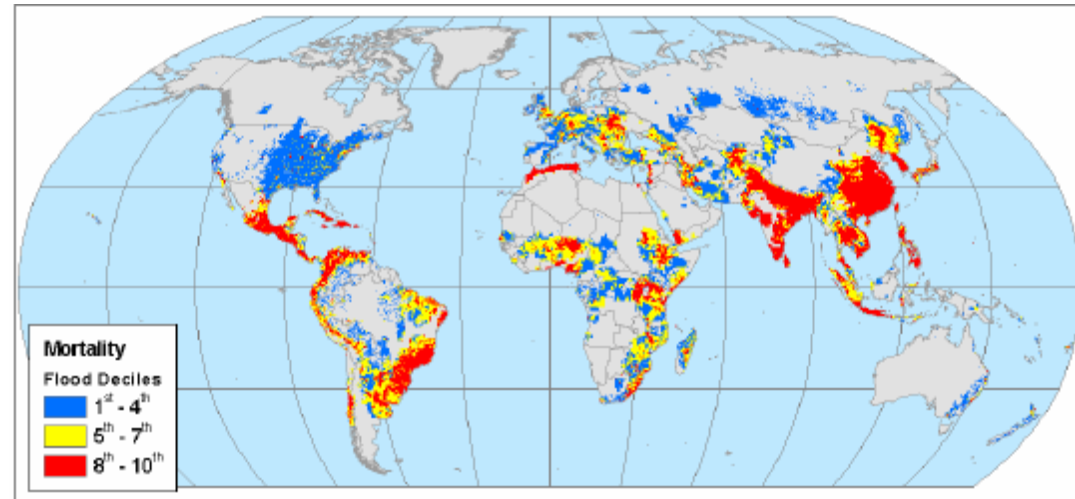 Mortality
Flood Deciles
1st - 4th
5th - 7th
8th - 10th